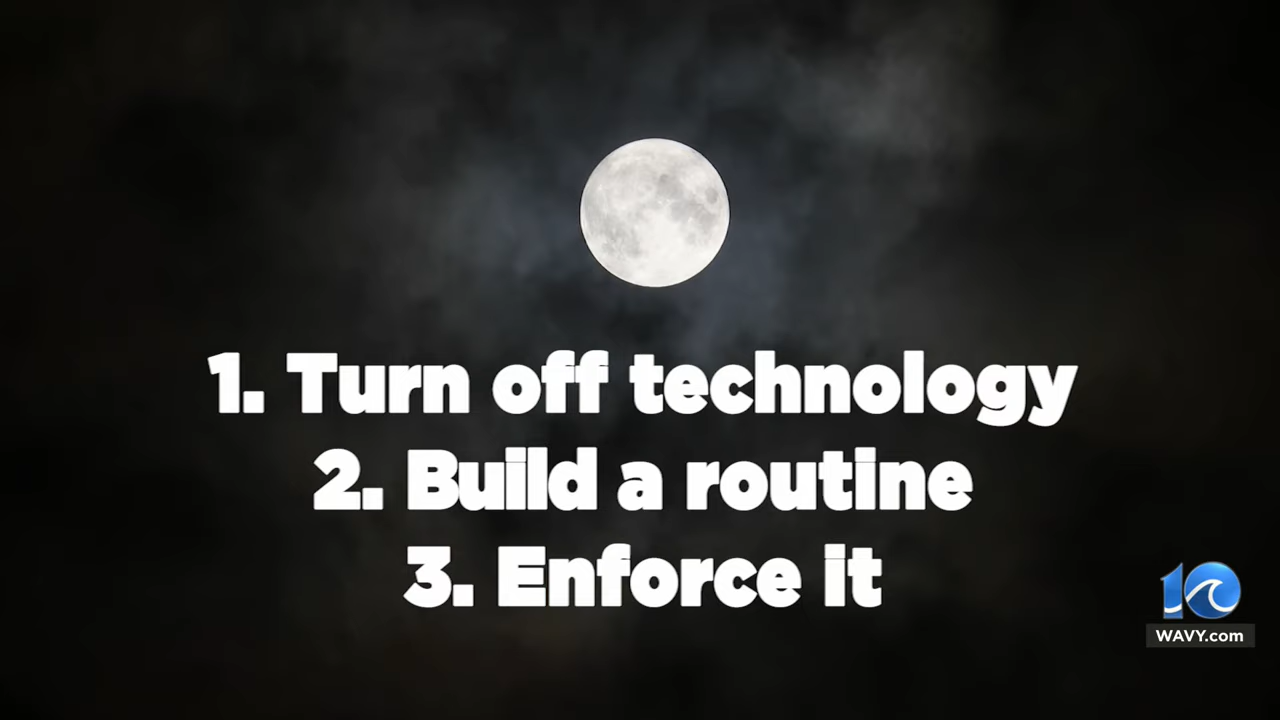 1. Turn off technology
2. Build a routine
3. Enforce it
10
WAVY.com